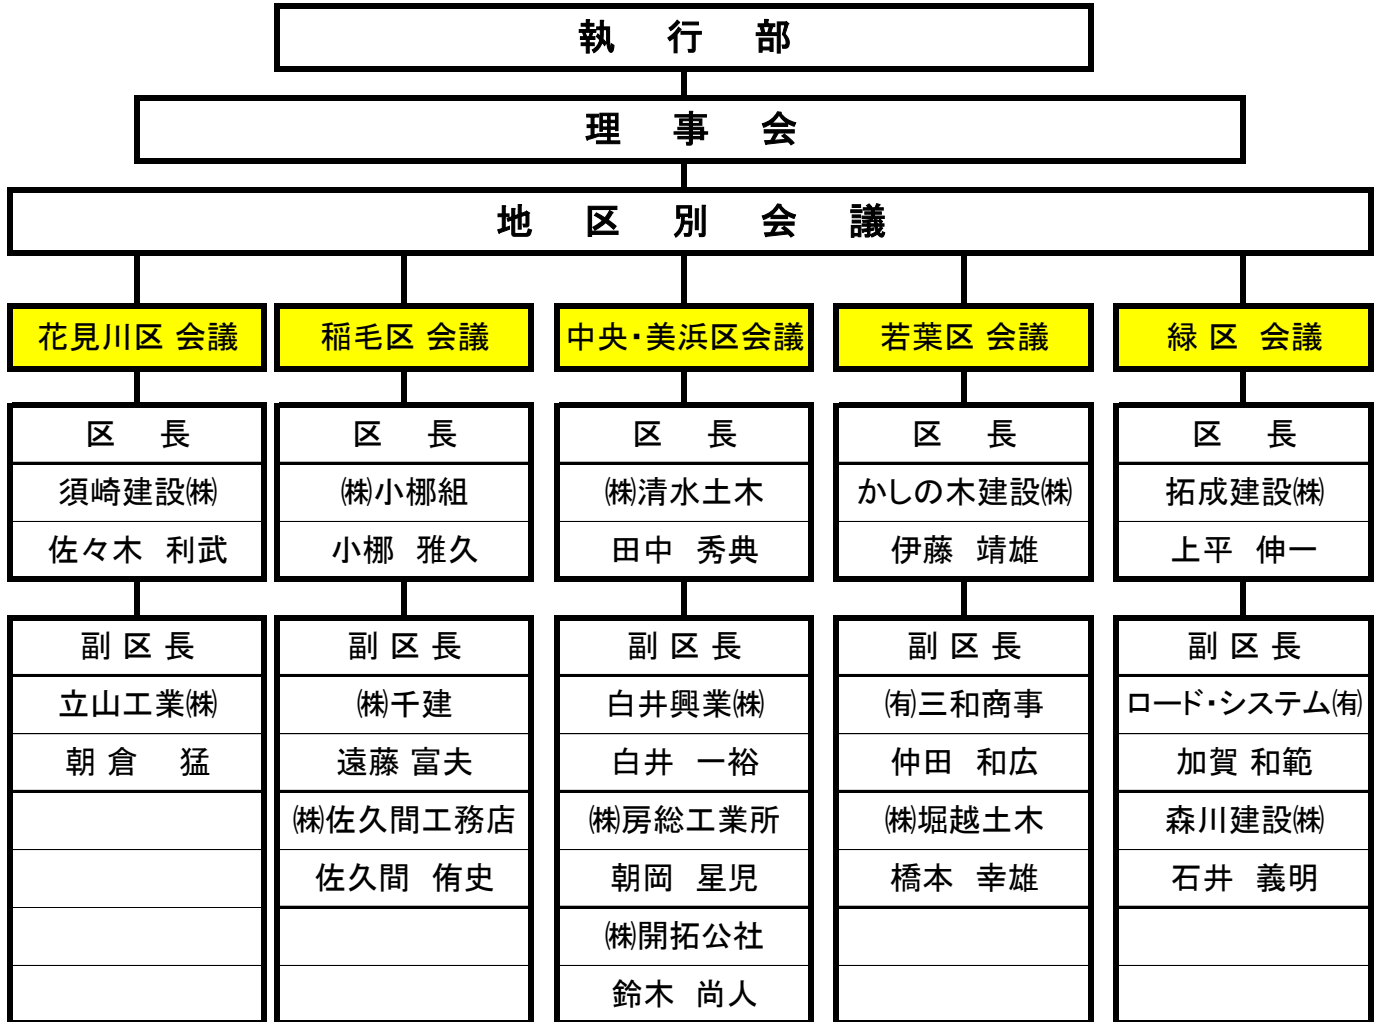 執 行 部
理 事 会
地 区 別 会 議
花見川区 会議
稲毛区 会議
中央・美浜区会議
若葉区 会議
緑 区 会議
区 長
須崎建設㈱
佐々木 利武
区 長
㈱小梛組
小梛 雅久
区 長
㈱清水土木
田中 秀典
区 長
かしの木建設㈱
伊藤 靖雄
区 長
拓成建設㈱
上平 伸一
副 区 長
立山工業㈱
朝 倉 猛
副 区 長
㈱千建
遠藤 富夫
㈱佐久間工務店
佐久間 侑史
副 区 長
白井興業㈱
白井 一裕
㈱房総工業所
朝岡 星児
㈱開拓公社
鈴木 尚人
副 区 長
㈲三和商事
仲田 和広
㈱堀越土木
橋本 幸雄
副 区 長
ロード・システム㈲
加賀 和範
森川建設㈱
石井 義明